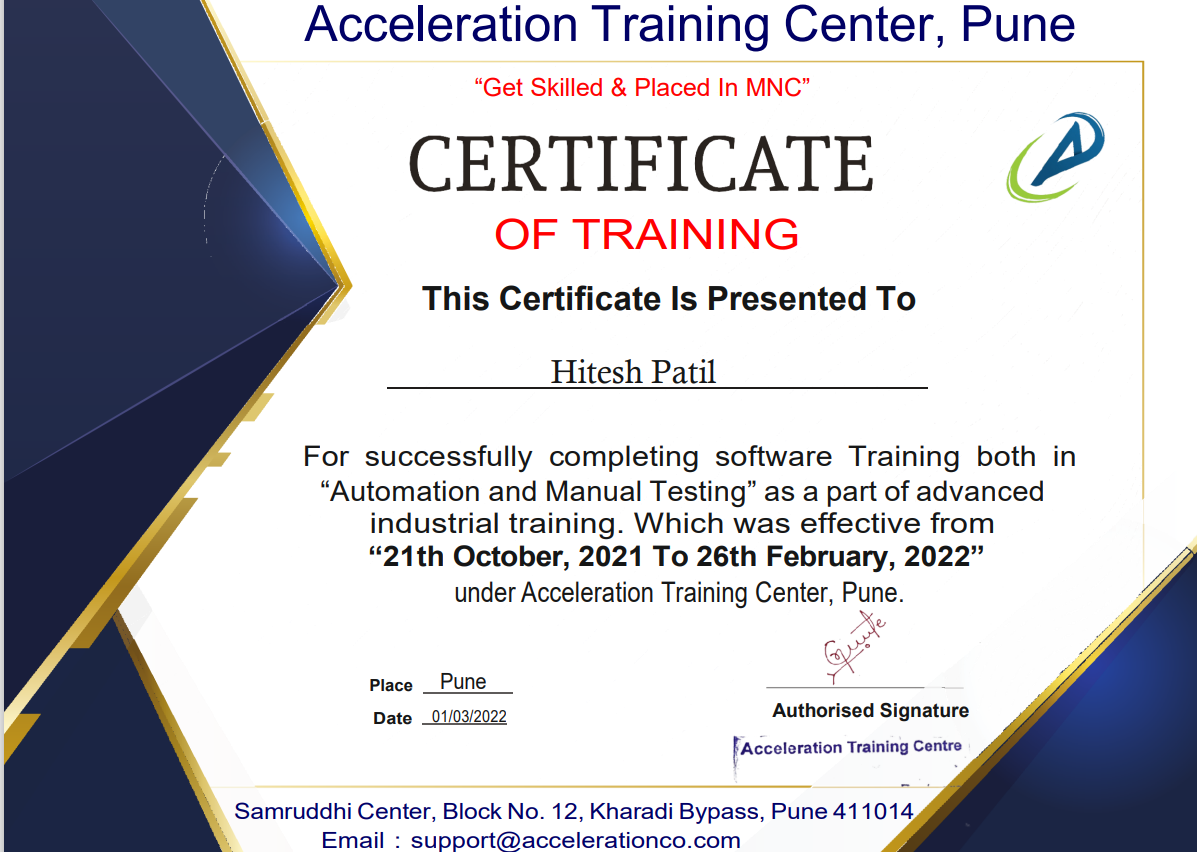 Acceleration Training Center, Pune
“Get Skilled & Placed In MNC”
CERTIFICATE
OF TRAINING
This Certificate Is Presented To
Hitesh Patil
For successfully completing software Training both in
“Automation and Manual Testing” as a part of advanced
industrial training. Which was effective from
“21th October, 2021 To 26th February, 2022”
under Acceleration Training Center, Pune.
Place Pune
Date 01/03/2022
Authorised Signature
Acceleration Training Centre
Samruddhi Center, Block No. 12, Kharadi Bypass, Pune 411014
Email : support@accelerationco.com